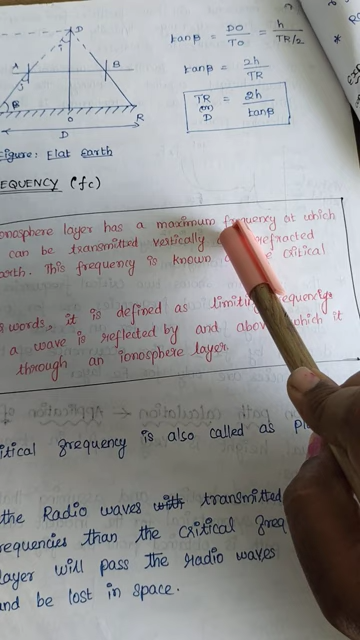 tanβ = DO/TO = h/TR/2
tanβ = 2h/TR
TR (or) D = 2h/tanβ
D
A
B
β
O
R
D
Figure: Flat Earth
EQUENCY (fc)
onosphere layer has a maximum frequency at which
can be transmitted vertically refracted
arth. This frequency is known critical
words, it is defined as limiting frequency
a wave is reflected by and above which it
through an ionosphere layer.
itical frequency is also called as
the Radio waves transmitted
requencies than the critical freq
layer will pass the radio waves
and be lost in space.